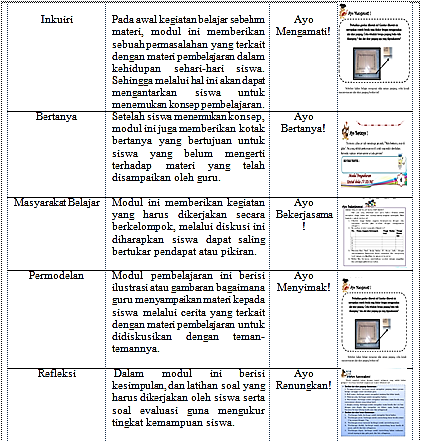 Inkuiri
Pada awal kegiatan belajar sebelum
materi, modul ini memberikan
sebuah permasalahan yang terkait
dengan materi pembelajaran dalam
kehidupan sehari-hari siswa.
Sehingga melalui hal ini akan dapat
mengantarkan siswa untuk
menemukan konsep pembelajaran.
Ayo
Mengamati!
Bertanya
Setelah siswa menemukan konsep,
modul ini juga memberikan kotak
bertanya yang bertujuan untuk
siswa yang belum mengerti
terhadap materi yang telah
disampaikan oleh guru.
Ayo
Bertanya!
Masyarakat Belajar
Modul ini memberikan kegiatan
yang harus dikerjakan secara
berkelompok, melalui diskusi ini
diharapkan siswa dapat saling
bertukar pendapat atau pikiran.
Ayo
Bekerjasama
!
Permodelan
Modul pembelajaran ini berisi
ilustrasi atau gambaran bagaimana
guru menyampaikan materi kepada
siswa melalui cerita yang terkait
dengan materi pembelajaran untuk
didiskusikan dengan teman-
temannya.
Ayo
Menyimak!
Refleksi
Dalam modul ini berisi
kesimpulan, dan latihan soal yang
harus dikerjakan oleh siswa serta
soal evaluasi guna mengukur
tingkat kemampuan siswa.
Ayo
Renungkan!